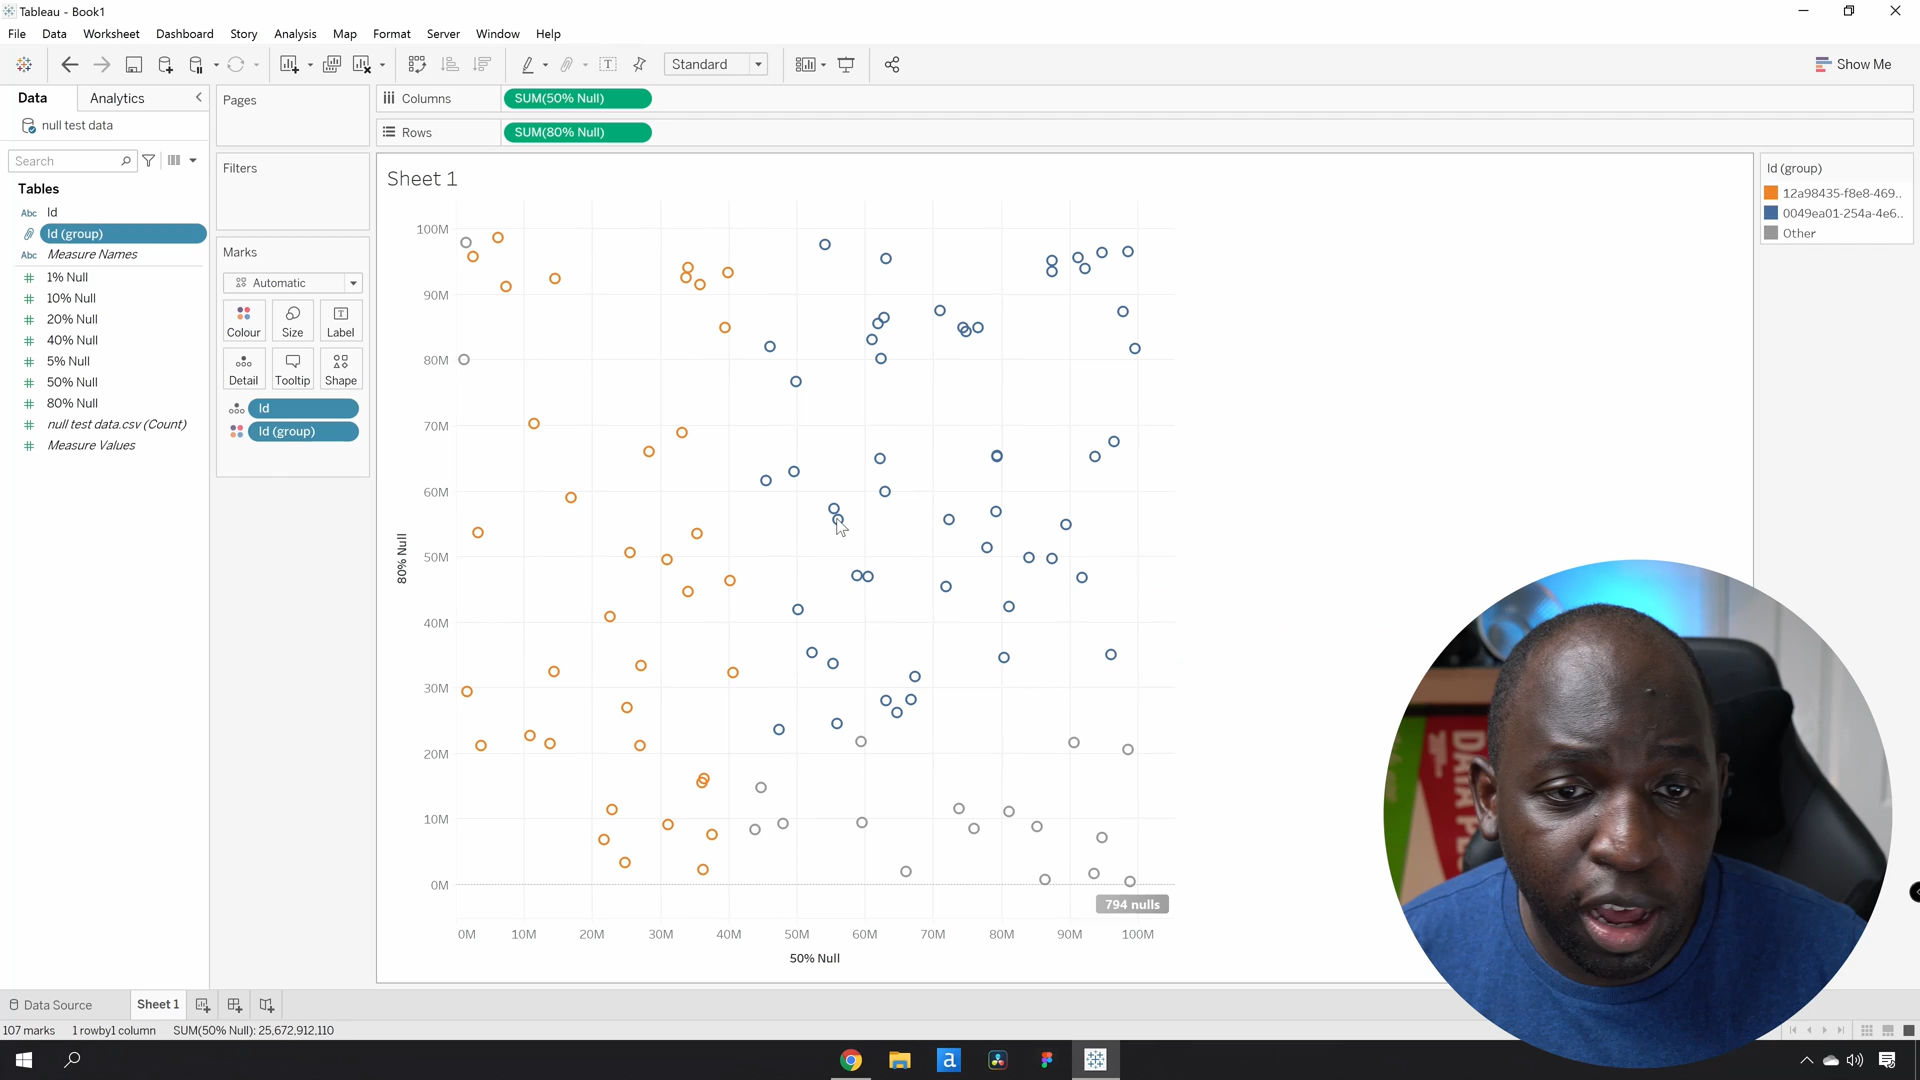 Tableau - Book1
File Data Worksheet Dashboard Story Analysis Map Format Server Window Help
Standard
Show Me
Data Analytics
null test data
Search
Tables
Abc Id
Id (group)
Abc Measure Names
# 1% Null
# 10% Null
# 20% Null
# 40% Null
# 5% Null
# 50% Null
# 80% Null
# null test data.csv (Count)
# Measure Values
Pages
Filters
Marks
Automatic
Colour Size Label
Detail Tooltip Shape
Id
Id (group)
Columns SUM(50% Null)
Rows SUM(80% Null)
Sheet 1
100M
90M
80M
70M
60M
50M
40M
30M
20M
10M
0M
80% Null
794 nulls
0M 10M 20M 30M 40M 50M 60M 70M 80M 90M 100M
50% Null
Id (group)
12a98435-f8e8-469..
0049ea01-254a-4e6..
Other
Data Source Sheet 1
107 marks 1 rowby1 column SUM(50% Null): 25,672,912,110